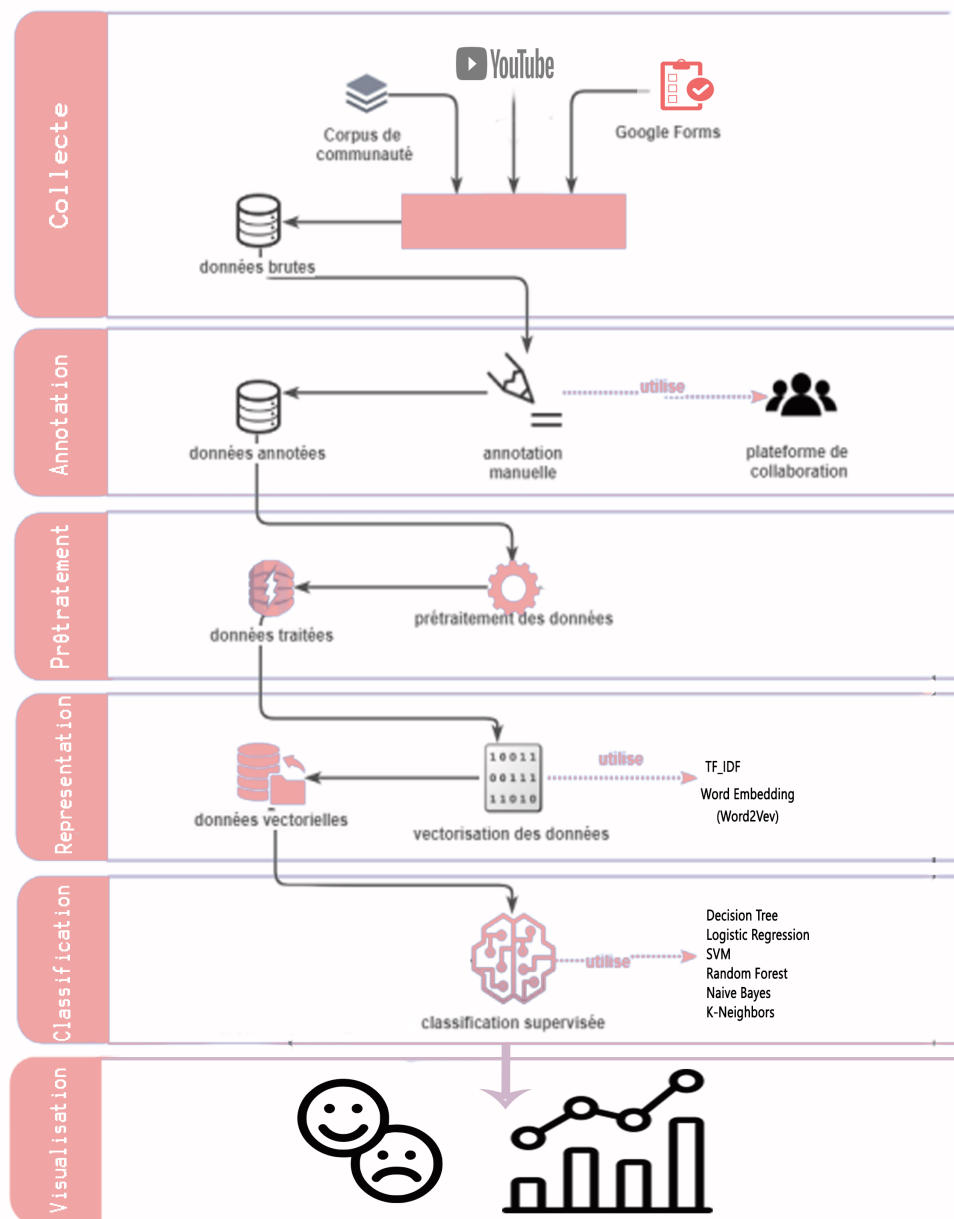 Collecte
YouTube
Corpus de
communauté
Google Forms
données brutes
Annotation
utilise
données annotées
annotation
manuelle
plateforme de
collaboration
Prêtratement
prétraitement des données
données traitées
Representation
10011
00111
11010
utilise
TF_IDF
Word Embedding
(Word2Vev)
données vectorielles
vectorisation des données
Classification
utilise
Decision Tree
Logistic Regression
SVM
Random Forest
Naive Bayes
K-Neighbors
classification supervisée
Visualisation